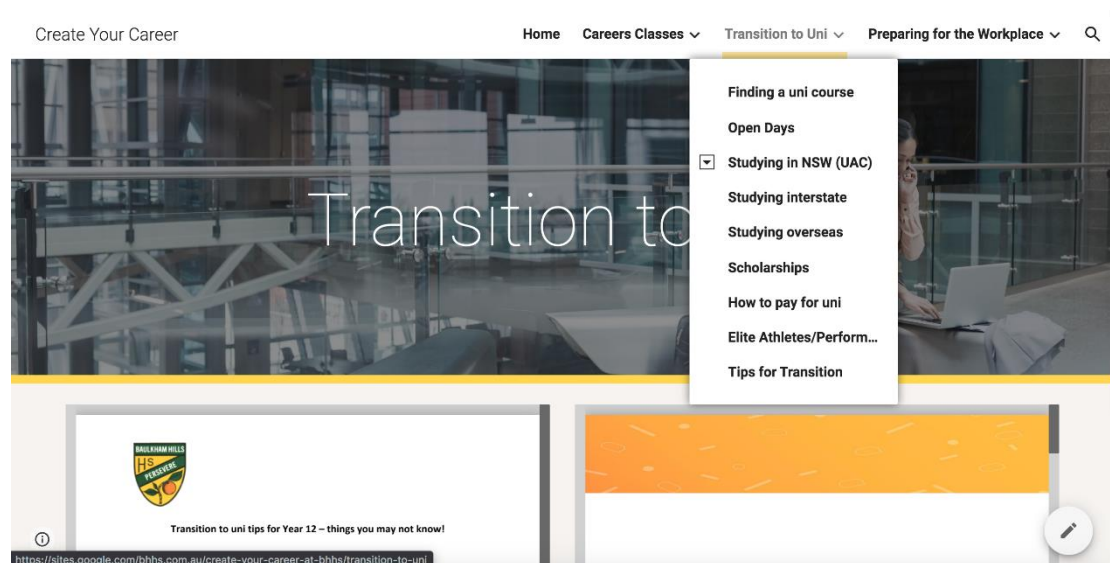 Create Your Career
Home Careers Classes Transition to Uni Preparing for the Workplace
Finding a uni course
Open Days
Studying in NSW (UAC)
Studying interstate
Studying overseas
Scholarships
How to pay for uni
Elite Athletes/Perform...
Tips for Transition
Transition to
BAULKHAM HILLS
HS
PERSEVERE
Transition to uni tips for Year 12 – things you may not know!
https://sites.google.com/bhhs.com.au/create-your-career-at-bhhs/transition-to-uni